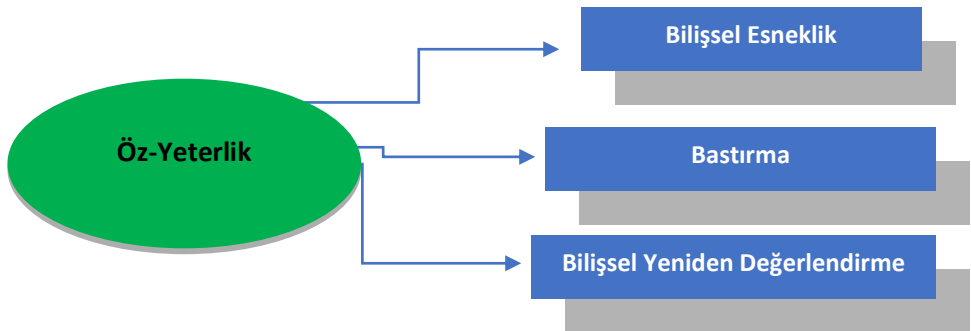 Bilişsel Esneklik
Öz-Yeterlik
Bastırma
Bilişsel Yeniden Değerlendirme